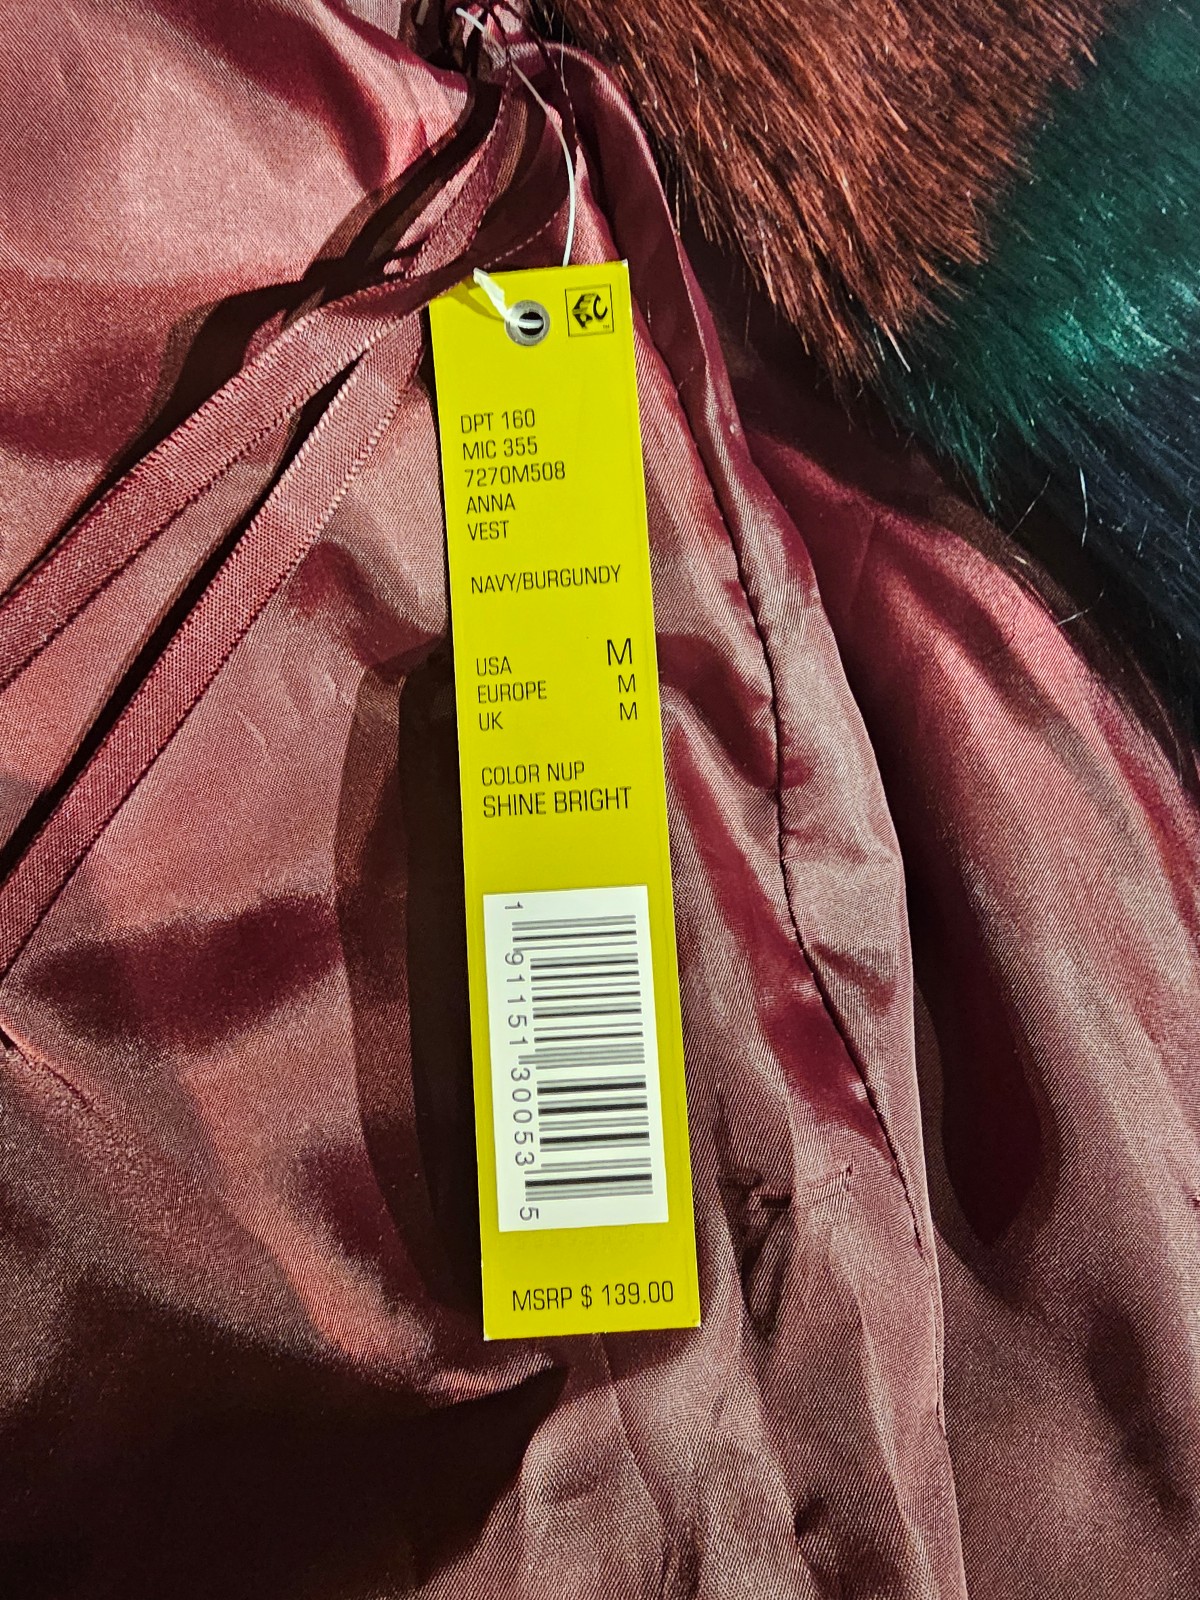 DPT 160
MIC 355
7270M508
ANNA
VEST
NAVY/BURGUNDY
USA M
EUROPE M
UK M
COLOR NUP
SHINE BRIGHT
1 91151 30053 5
MSRP $ 139.00